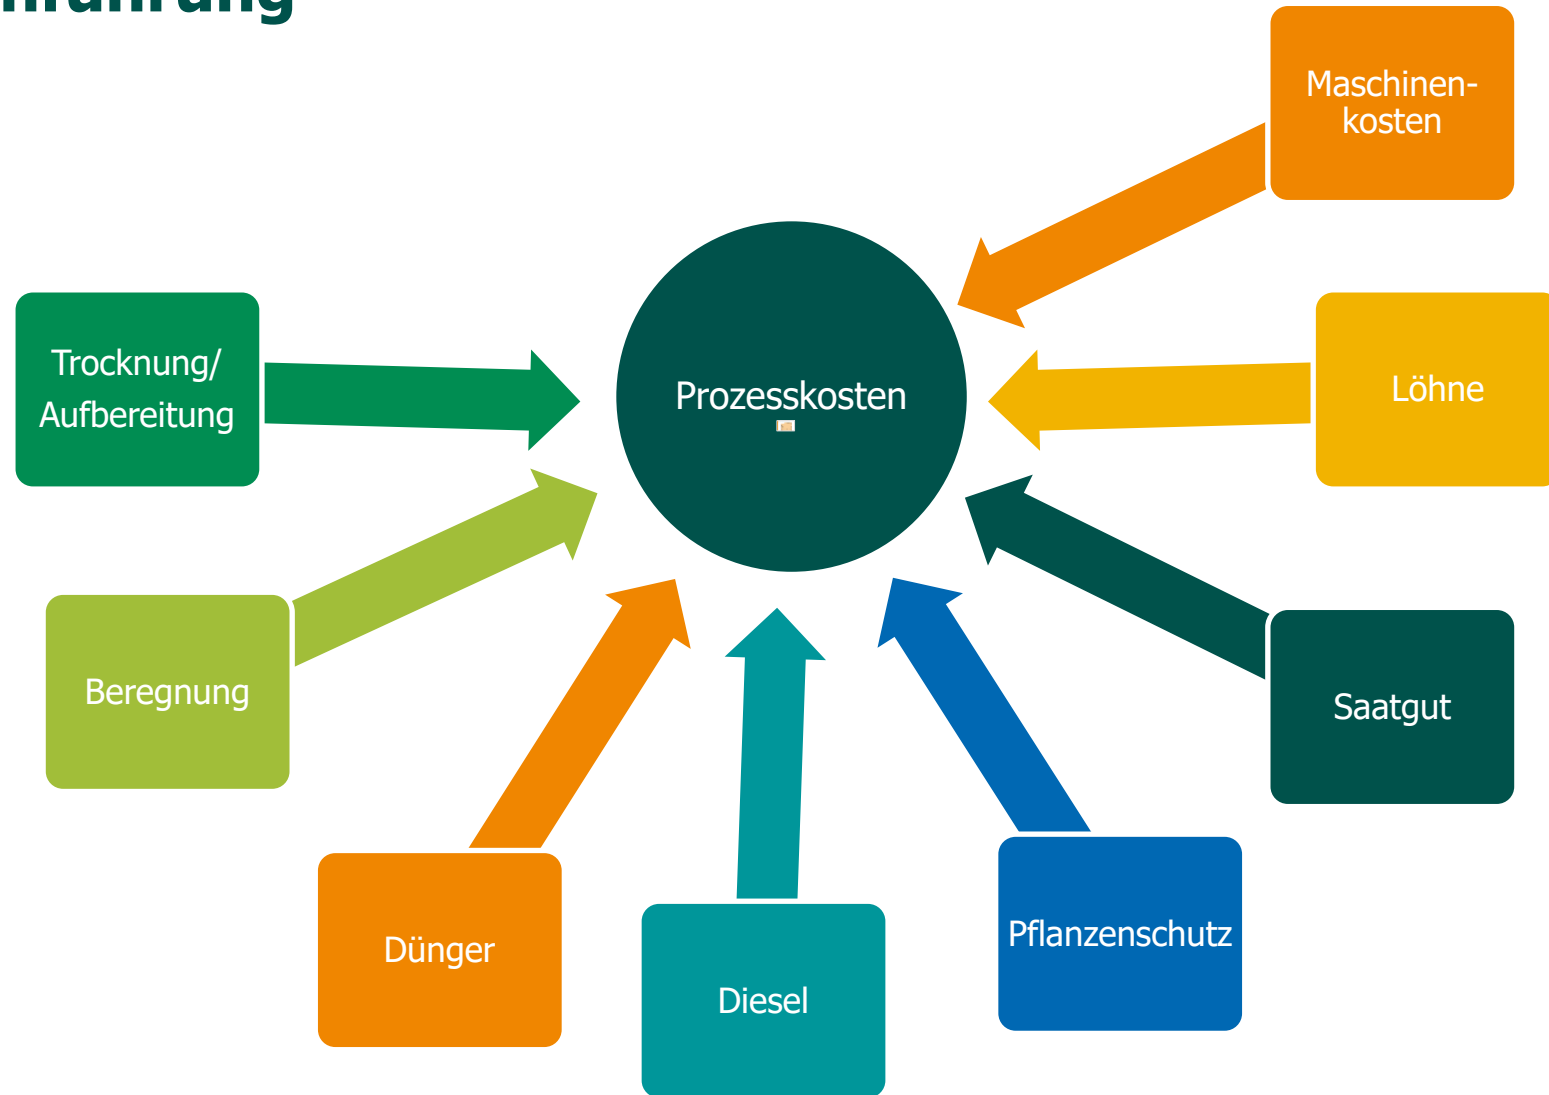 Maschinen-
kosten
Trocknung/
Aufbereitung
Prozesskosten
Löhne
Beregnung
Saatgut
Dünger
Diesel
Pflanzenschutz